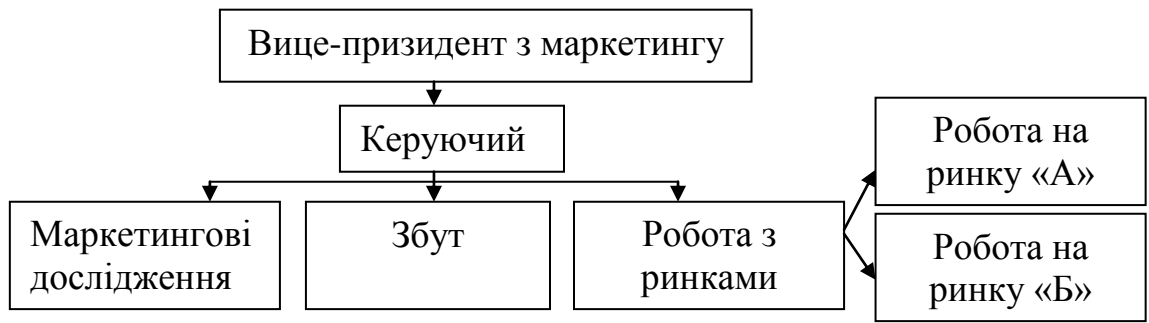 Вице-призидент з маркетингу
Керуючий
Робота на
ринку «А»
Маркетингові
дослідження
Збут
Робота з
ринками
Робота на
ринку «Б»